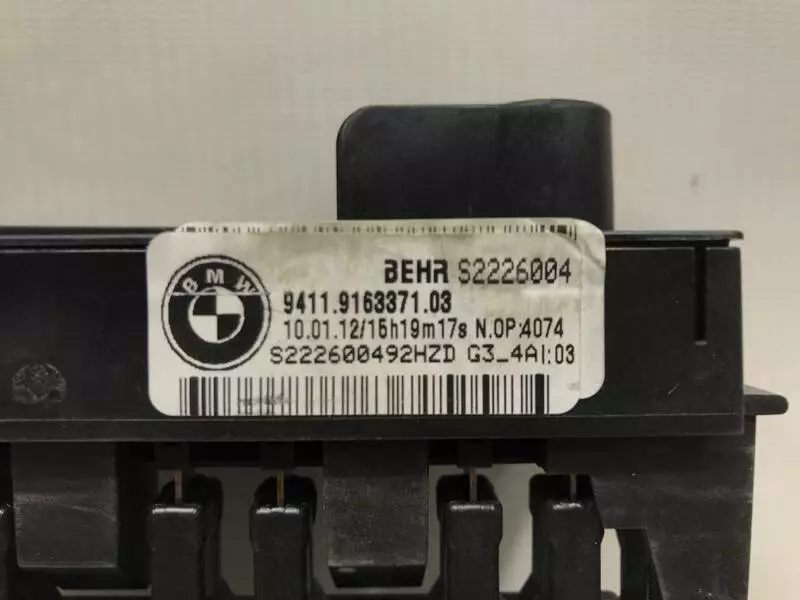 BMW
BEHR S2226004
9411.9163371.03
10.01.12/15h19m17s N.OP:4074
S222600492HZD G3_4AI:03